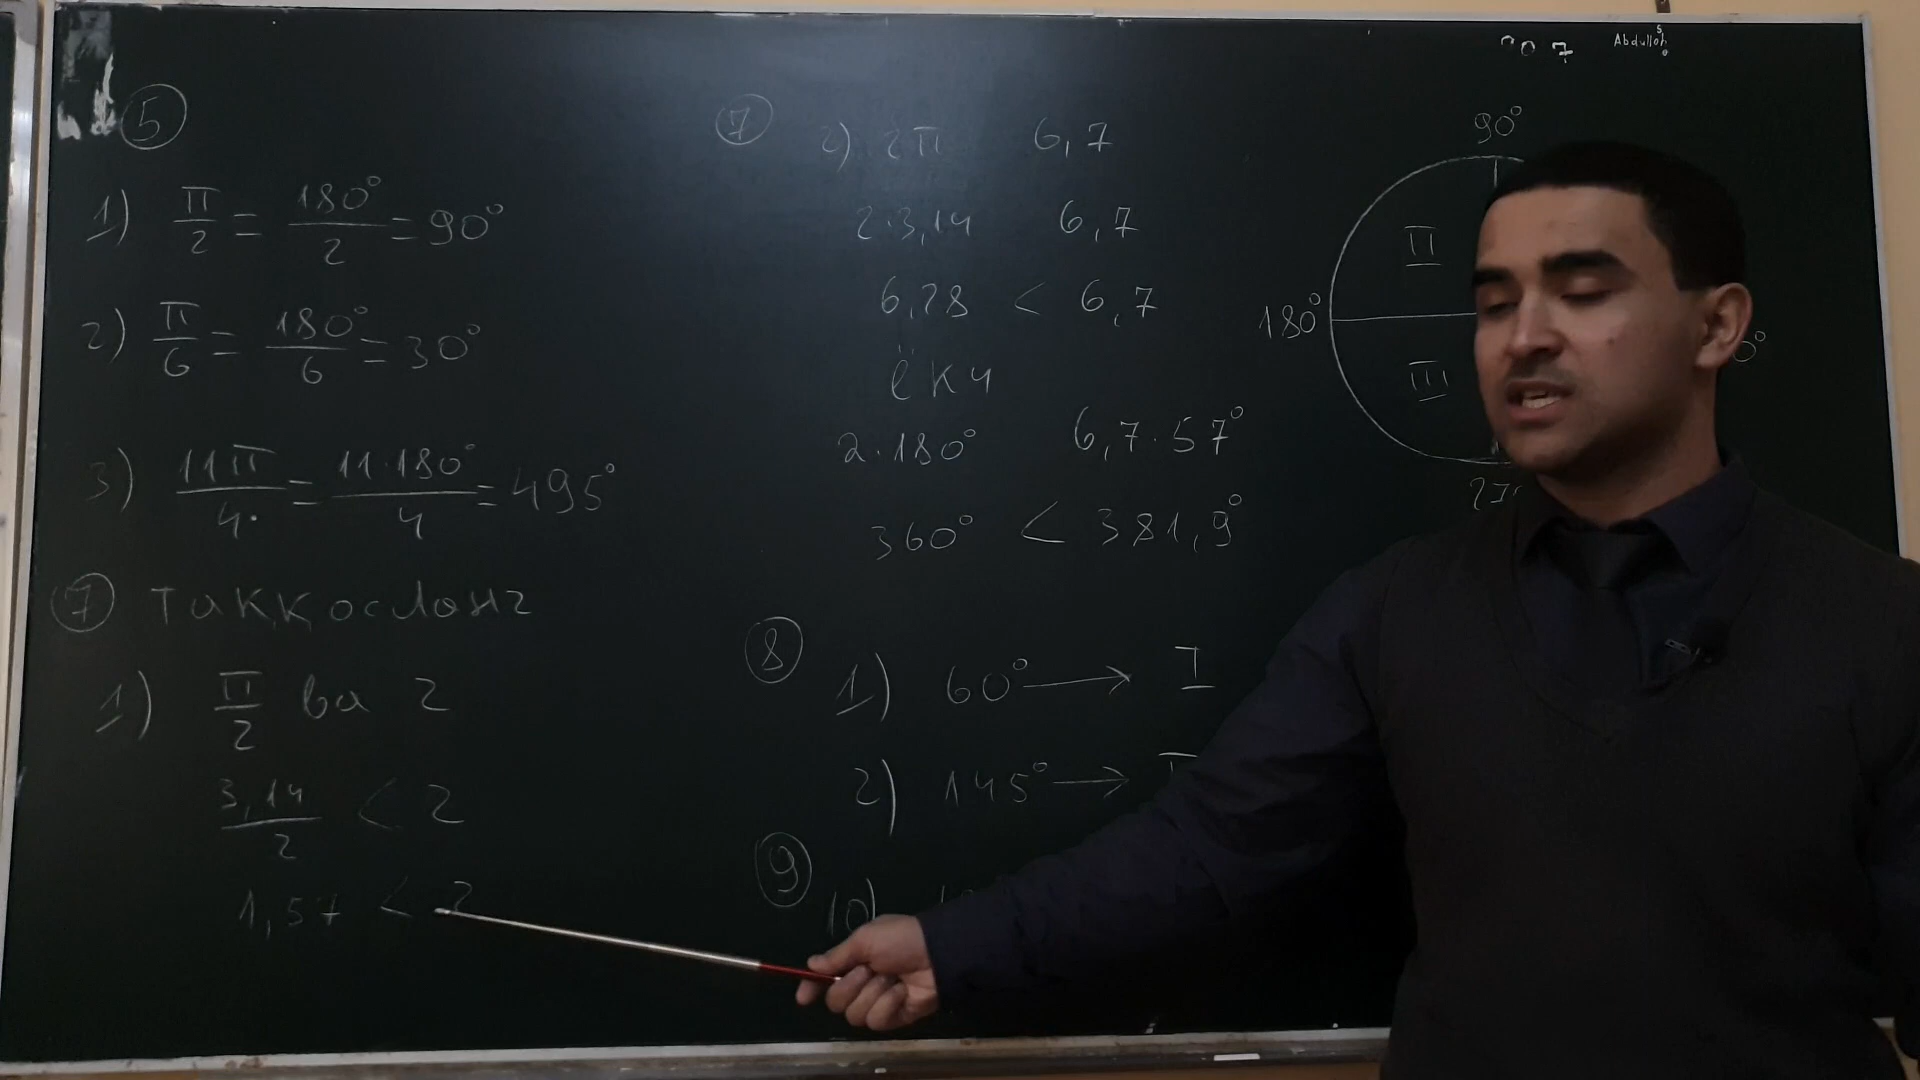 5
1) π/2 = 180°/2 = 90°
2) π/6 = 180°/6 = 30°
3) 11π/4 = 11·180°/4 = 495°
7 таққосланг
1) π/2 ва 2
3,14/2 < 2
1,57 < 2
7 2) 2π 6,7
2·3,14 6,7
6,28 < 6,7
ёки
2·180° 6,7·57°
360° < 381,9°
8
1) 60° → I
2) 145° →
9
10)
Abdulloh
90°
II
180°
III